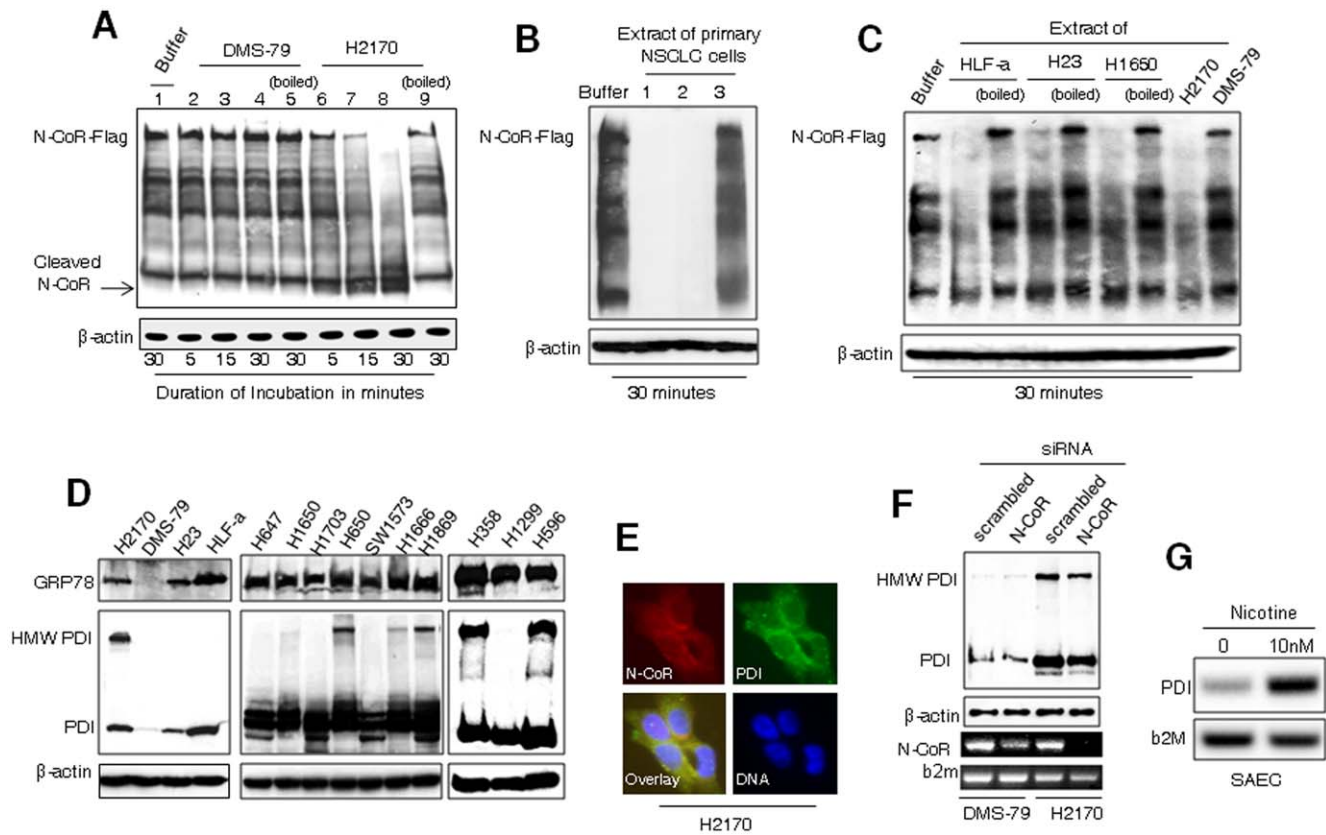 A
Buffer
DMS-79
H2170
(boiled)
(boiled)
1 2 3 4 5 6 7 8 9
N-CoR-Flag
Cleaved
N-CoR
β-actin
30 5 15 30 30 5 15 30 30
Duration of Incubation in minutes
B
Extract of primary
NSCLC cells
Buffer 1 2 3
N-CoR-Flag
β-actin
30 minutes
C
Extract of
Buffer
HLF-a
H23
H1650
H2170
DMS-79
(boiled) (boiled) (boiled)
N-CoR-Flag
β-actin
30 minutes
D
H2170
DMS-79
H23
HLF-a
H647
H1650
H1703
H650
SW1573
H1666
H1869
H358
H1299
H596
GRP78
HMW PDI
PDI
β-actin
E
N-CoR
PDI
Overlay
DNA
H2170
F
siRNA
scrambled
N-CoR
scrambled
N-CoR
HMW PDI
PDI
β-actin
N-CoR
b2m
DMS-79 H2170
G
Nicotine
0 10nM
PDI
b2M
SAEC